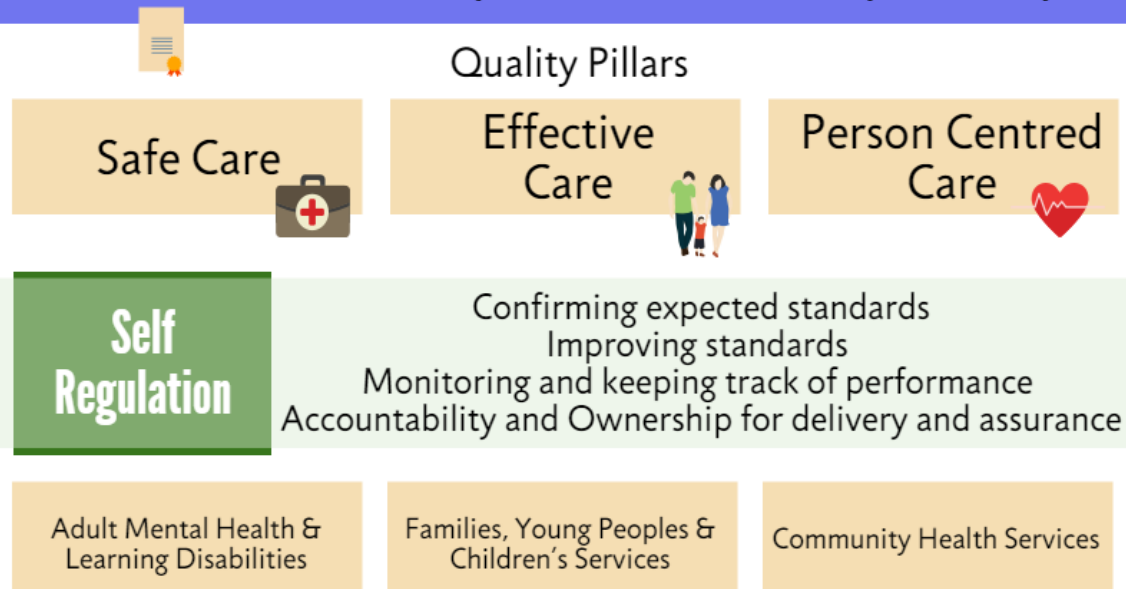 Quality Pillars
Safe Care
Effective
Care
Person Centred
Care
Self
Regulation
Confirming expected standards
Improving standards
Monitoring and keeping track of performance
Accountability and Ownership for delivery and assurance
Adult Mental Health &
Learning Disabilities
Families, Young Peoples &
Children's Services
Community Health Services